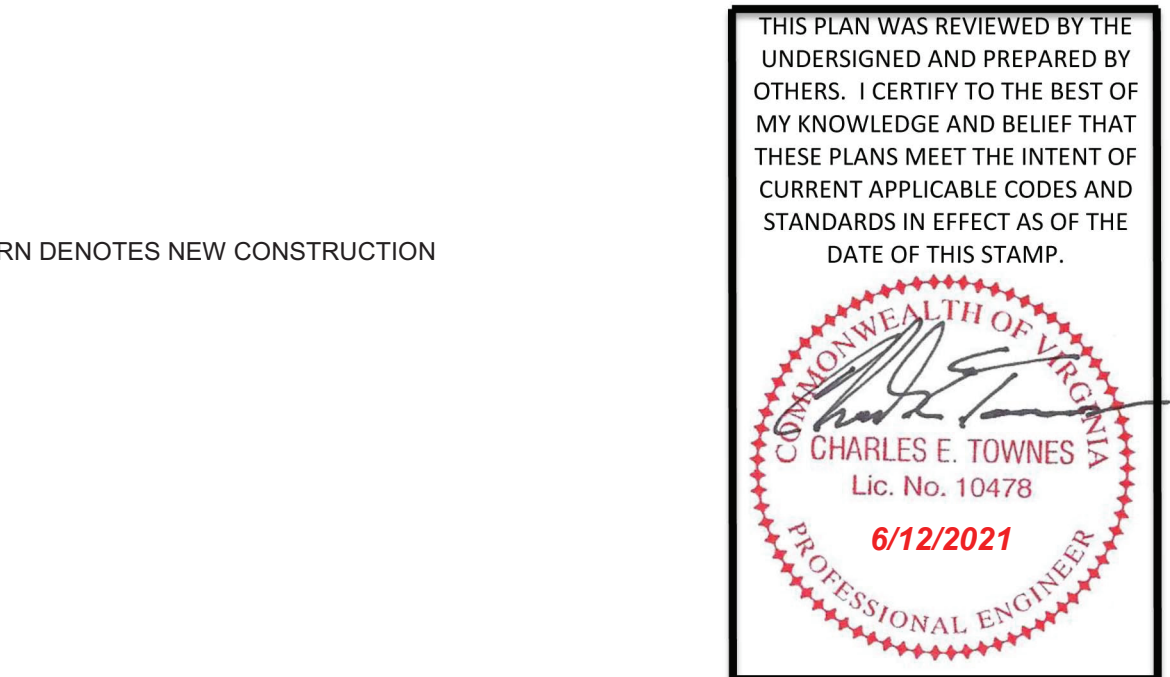 THIS PLAN WAS REVIEWED BY THE
UNDERSIGNED AND PREPARED BY
OTHERS. I CERTIFY TO THE BEST OF
MY KNOWLEDGE AND BELIEF THAT
THESE PLANS MEET THE INTENT OF
CURRENT APPLICABLE CODES AND
STANDARDS IN EFFECT AS OF THE
DATE OF THIS STAMP.
RN DENOTES NEW CONSTRUCTION
COMMONWEALTH OF VIRGINIA
CHARLES E. TOWNES
Lic. No. 10478
6/12/2021
PROFESSIONAL ENGINEER